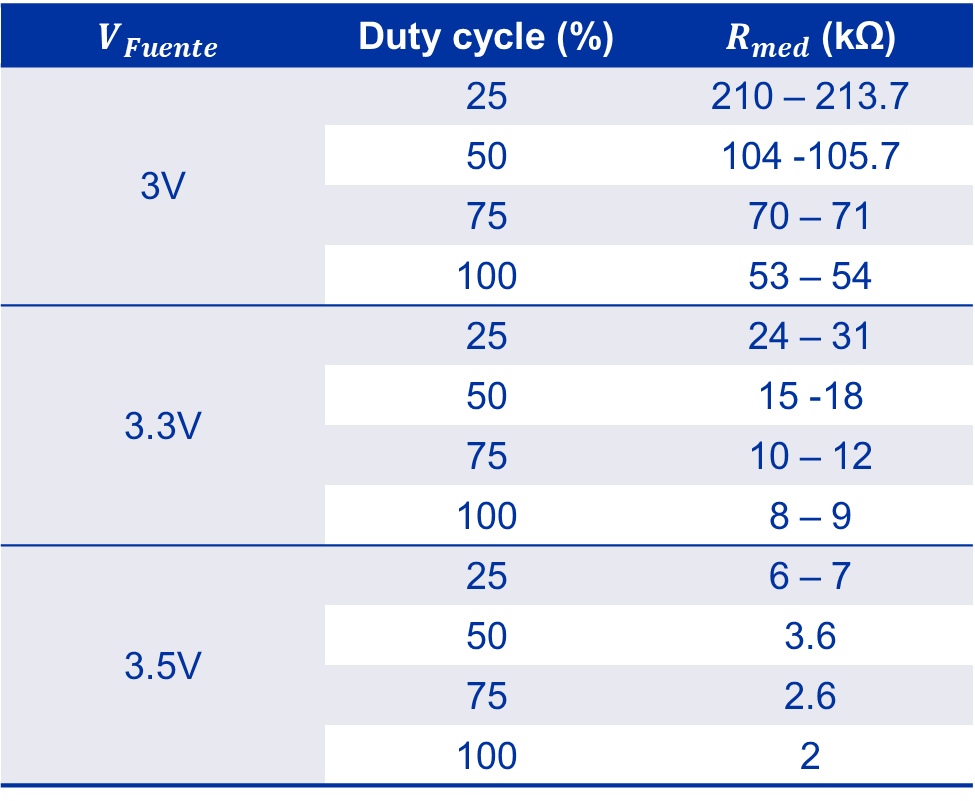 V_Fuente Duty cycle (%) R_med (kΩ)
3V
25 210 – 213.7
50 104 -105.7
75 70 – 71
100 53 – 54
3.3V
25 24 – 31
50 15 -18
75 10 – 12
100 8 – 9
3.5V
25 6 – 7
50 3.6
75 2.6
100 2